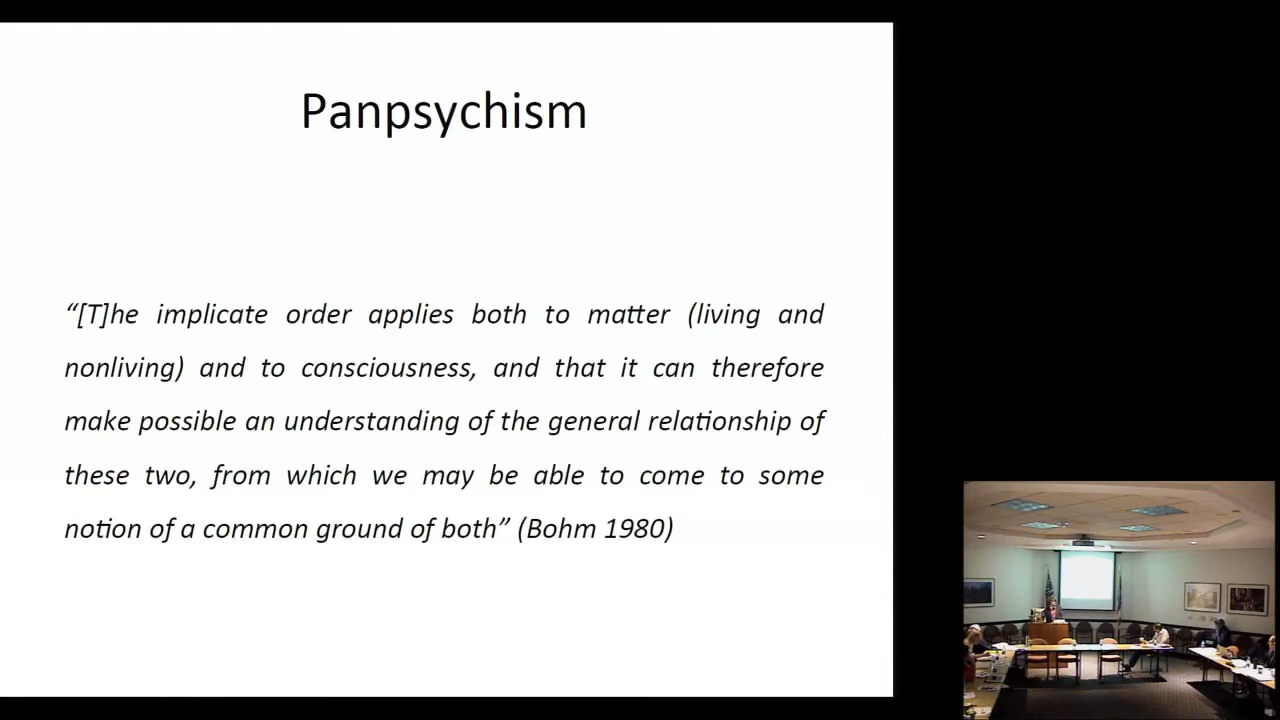 Panpsychism
“[T]he implicate order applies both to matter (living and
nonliving) and to consciousness, and that it can therefore
make possible an understanding of the general relationship of
these two, from which we may be able to come to some
notion of a common ground of both” (Bohm 1980)